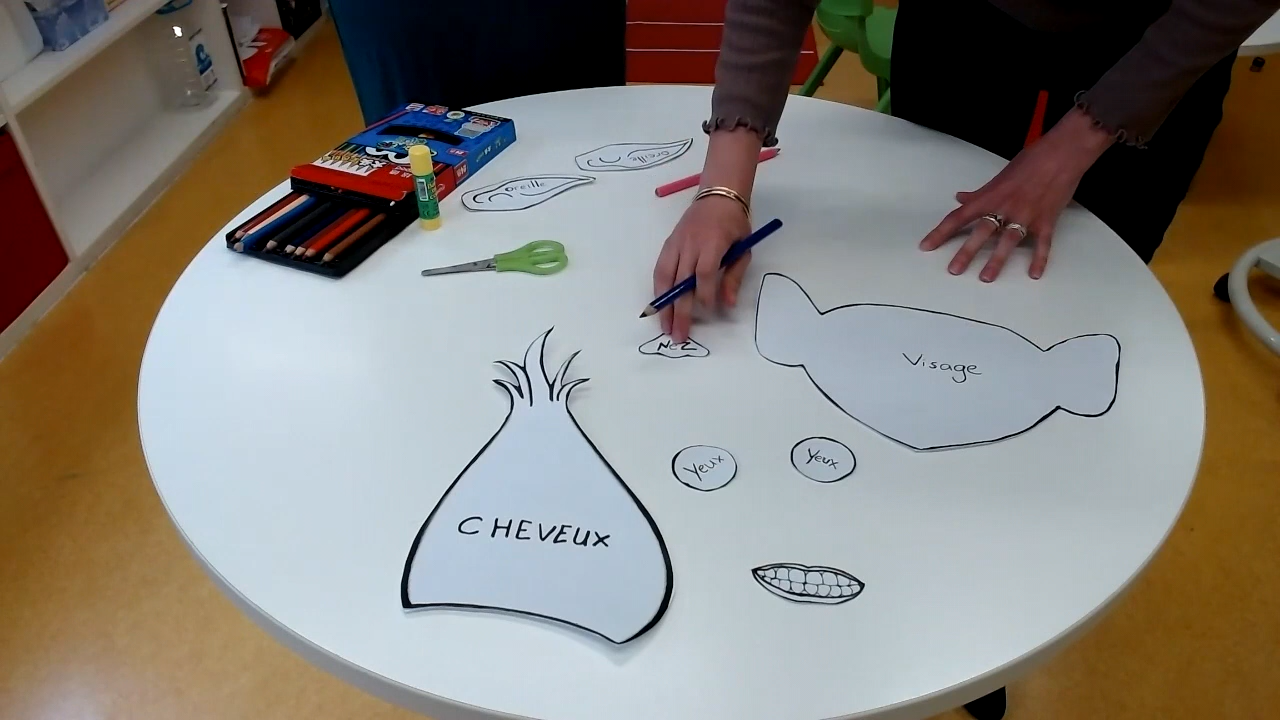 Oreille
Oreille
Nez
Visage
Yeux
Yeux
CHEVEUX